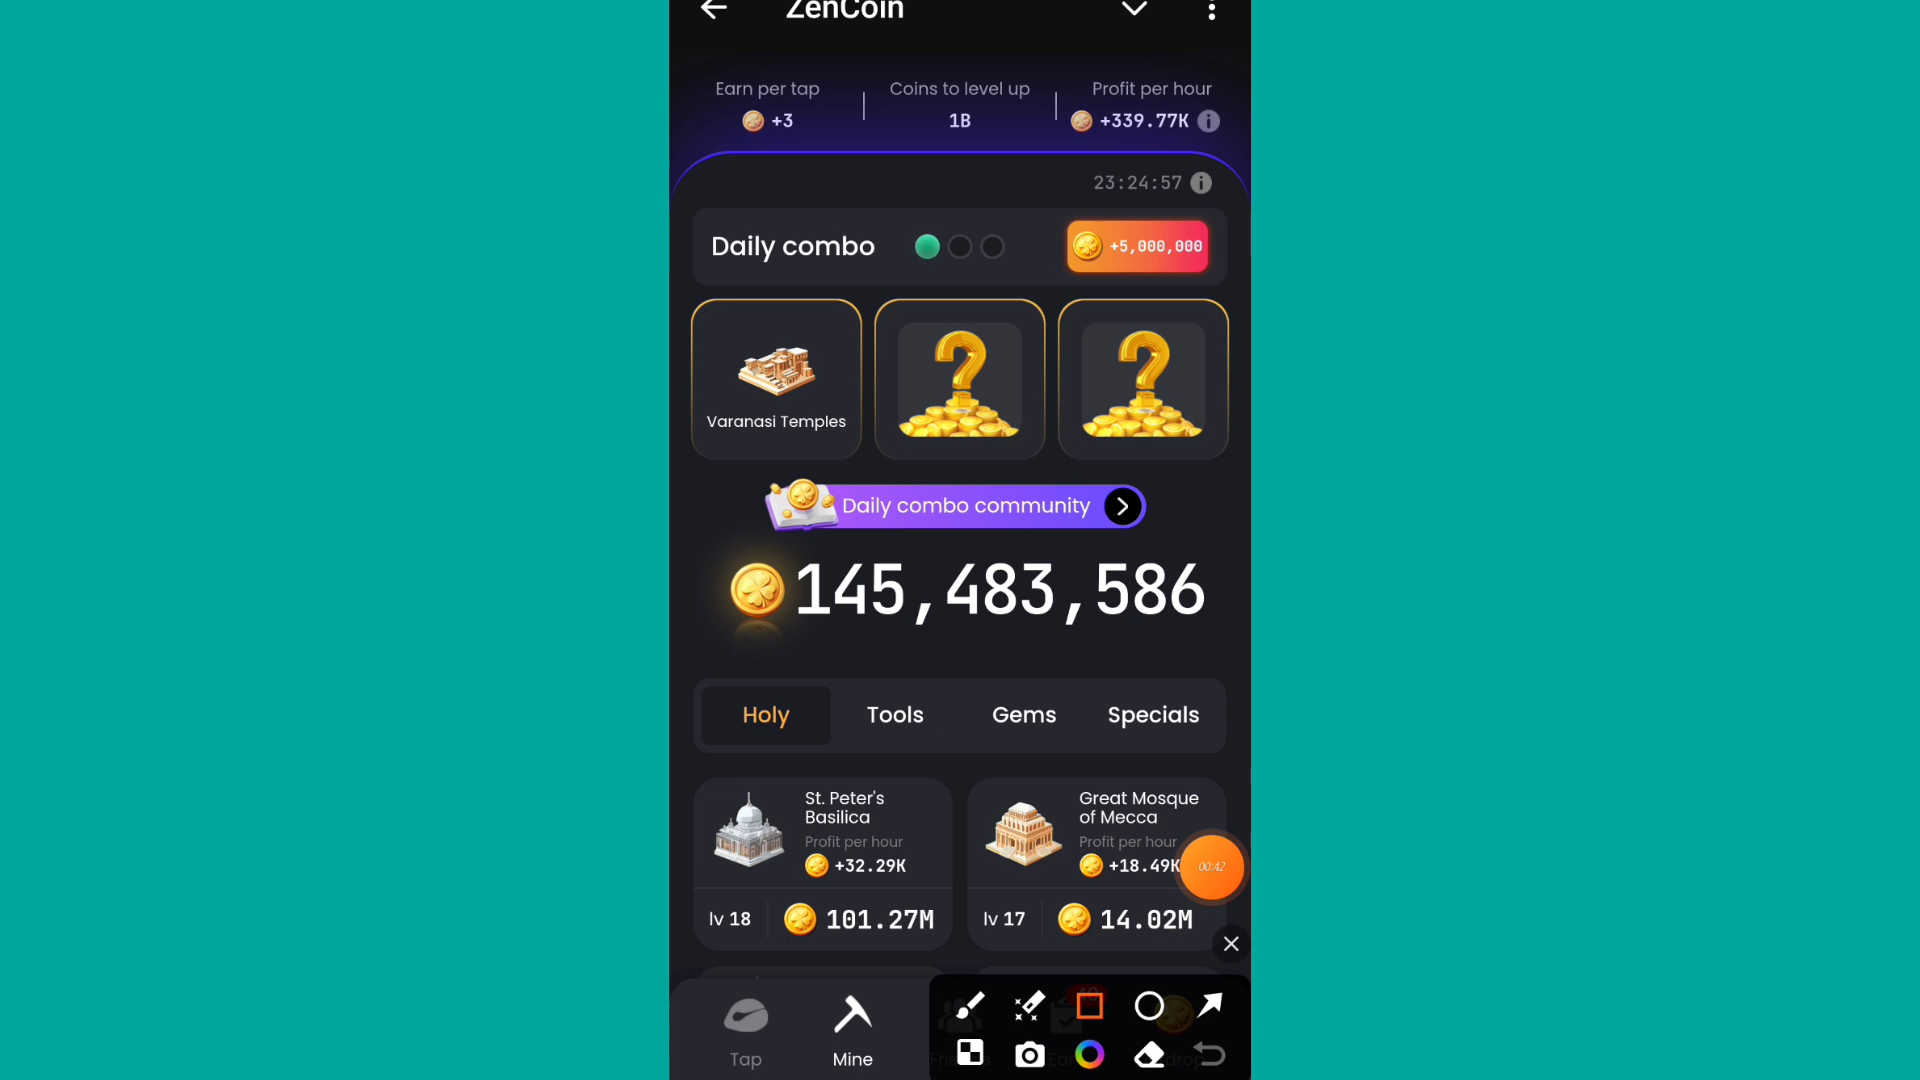 ZenCoin
Earn per tap
+3
Coins to level up
1B
Profit per hour
+339.77K
23:24:57
Daily combo
+5,000,000
Varanasi Temples
Daily combo community
145,483,586
Holy
Tools
Gems
Specials
St. Peter's
Basilica
Profit per hour
+32.29K
lv 18
101.27M
Great Mosque
of Mecca
Profit per hour
+18.49K
lv 17
14.02M
00:42
Tap
Mine